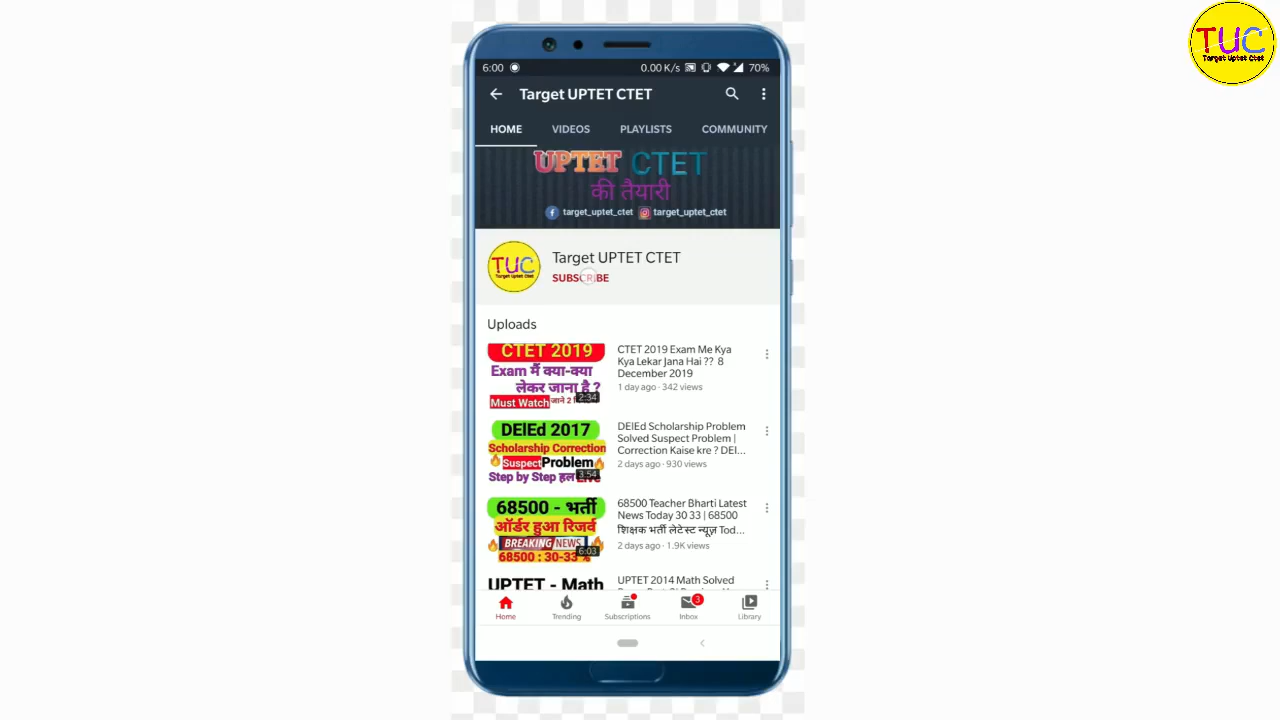 TUC
Target Uptet Ctet
6:00
0.00 K/s
70%
Target UPTET CTET
HOME
VIDEOS
PLAYLISTS
COMMUNITY
UPTET CTET
की तैयारी
target_uptet_ctet
target_uptet_ctet
TUC
Target Uptet Ctet
Target UPTET CTET
SUBSCRIBE
Uploads
CTET 2019
Exam मैं क्या-क्या
लेकर जाना है ?
Must Watch
2:34
CTET 2019 Exam Me Kya
Kya Lekar Jana Hai ?? 8
December 2019
1 day ago · 342 views
DElEd 2017
Scholarship Correction
Suspect Problem
Step by Step हल
3:54
DElEd Scholarship Problem
Solved Suspect Problem |
Correction Kaise kre ? DEl...
2 days ago · 930 views
68500 - भर्ती
ऑर्डर हुआ रिजर्व
BREAKING NEWS
68500 : 30-33 %
6:03
68500 Teacher Bharti Latest
News Today 30 33 | 68500
शिक्षक भर्ती लेटेस्ट न्यूज़ Tod...
2 days ago · 1.9K views
UPTET - Math
UPTET 2014 Math Solved
Home
Trending
Subscriptions
3
Inbox
Library